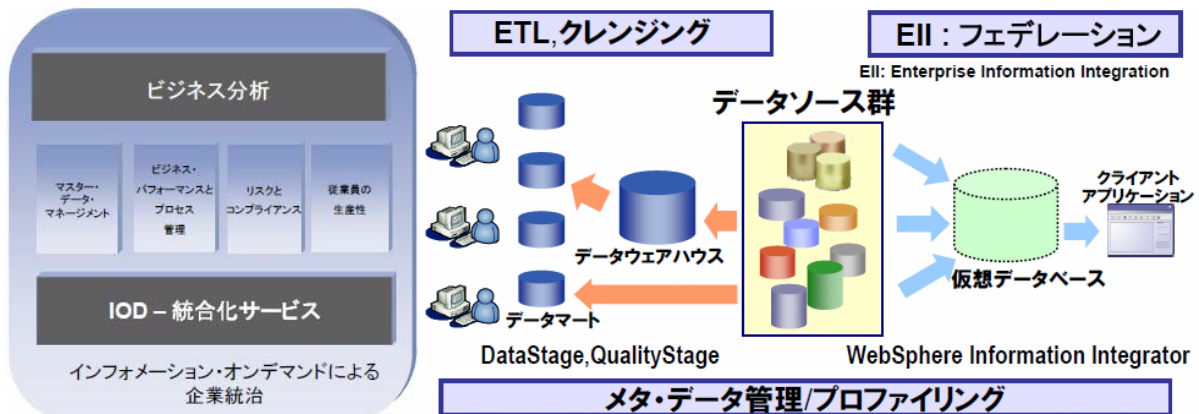 ビジネス分析
マスター・
データ・
マネージメント
ビジネス・
パフォーマンスと
プロセス
管理
リスクと
コンプライアンス
従業員の
生産性
IOD – 統合化サービス
インフォメーション・オンデマンドによる
企業統治
ETL,クレンジング
EII : フェデレーション
EII: Enterprise Information Integration
データソース群
クライアント
アプリケーション
データウェアハウス
仮想データベース
データマート
DataStage,QualityStage
WebSphere Information Integrator
メタ・データ管理/プロファイリング